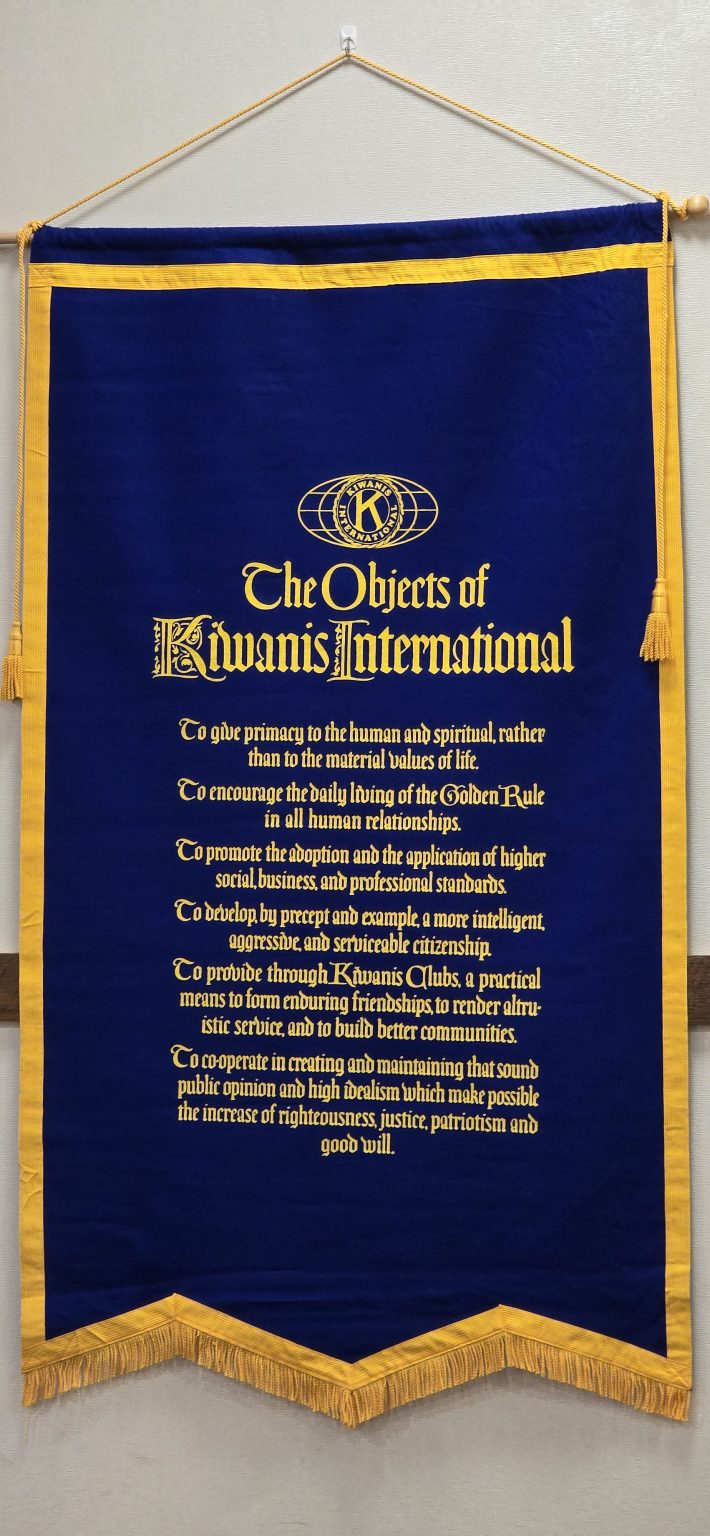 KIWANIS
K
INTERNATIONAL
The Objects of
Kiwanis International
To give primacy to the human and spiritual, rather
than to the material values of life.
To encourage the daily living of the Golden Rule
in all human relationships.
To promote the adoption and the application of higher
social, business, and professional standards.
To develop, by precept and example, a more intelligent,
aggressive, and serviceable citizenship.
To provide through Kiwanis Clubs, a practical
means to form enduring friendships, to render altru-
istic service, and to build better communities.
To co-operate in creating and maintaining that sound
public opinion and high idealism which make possible
the increase of righteousness, justice, patriotism and
good will.